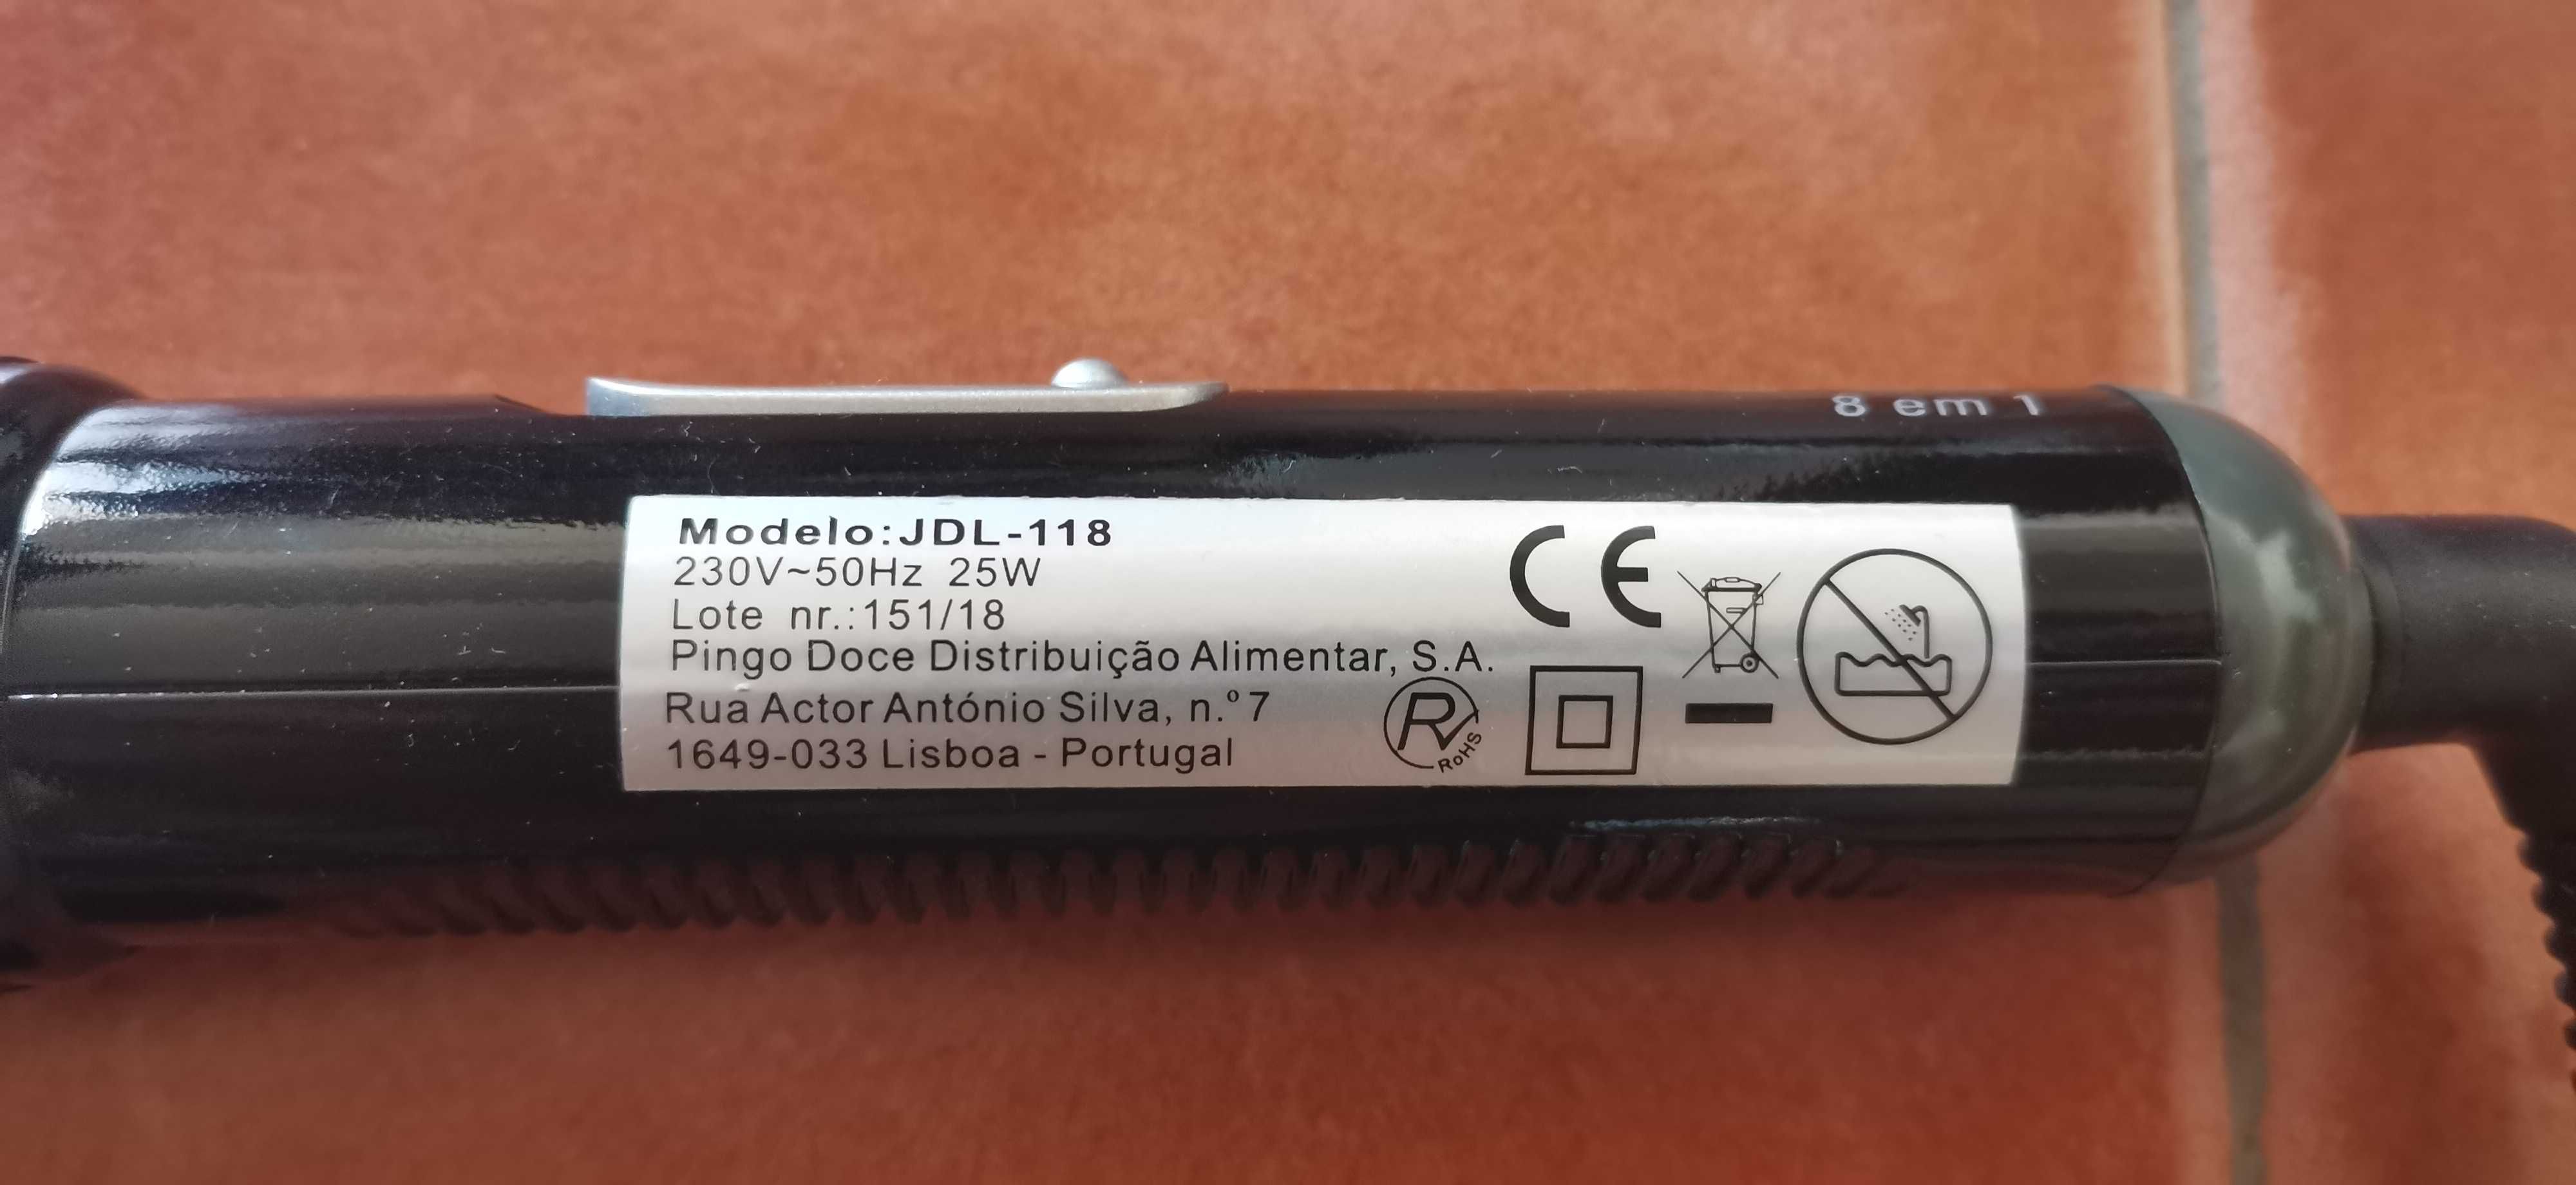 8 em 1
Modelo:JDL-118
230V~50Hz 25W
Lote nr.:151/18
Pingo Doce Distribuição Alimentar, S.A.
Rua Actor António Silva, n.º 7
1649-033 Lisboa - Portugal
CE
R
RoHS